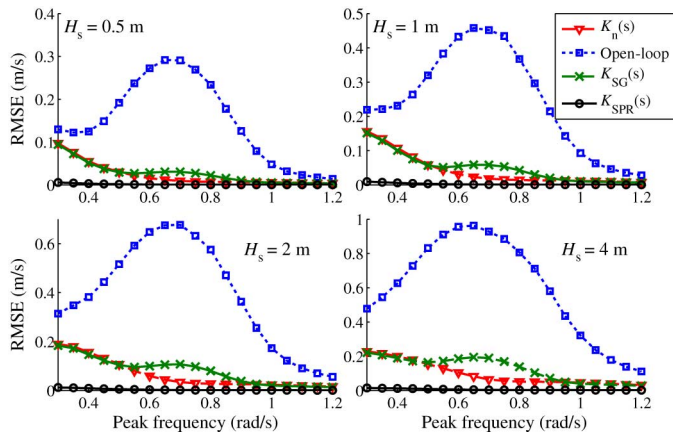 H_s = 0.5 m
H_s = 1 m
K_n(s)
Open-loop
K_SG(s)
K_SPR(s)
RMSE (m/s)
0.4
0.3
0.2
0.1
0
0.5
0.4
0.3
0.2
0.1
0
0.4 0.6 0.8 1 1.2
0.4 0.6 0.8 1 1.2
H_s = 2 m
H_s = 4 m
RMSE (m/s)
0.6
0.4
0.2
0
1
0.8
0.6
0.4
0.2
0
0.4 0.6 0.8 1 1.2
0.4 0.6 0.8 1 1.2
Peak frequency (rad/s)
Peak frequency (rad/s)